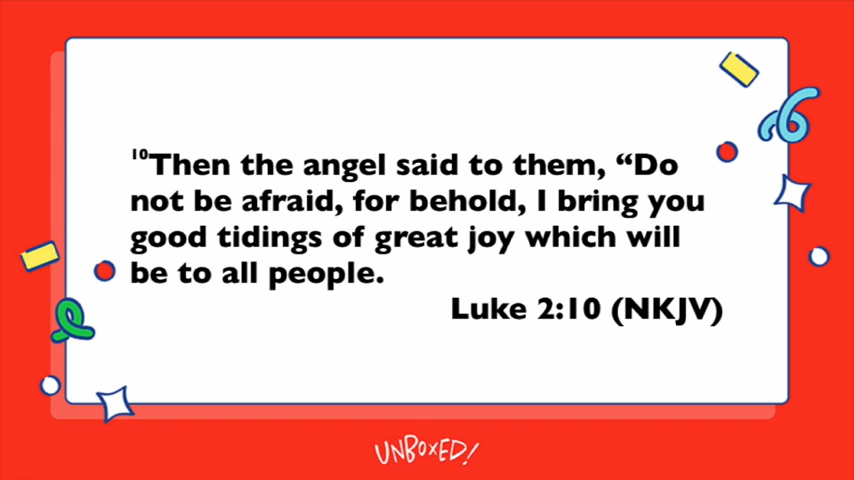 ¹⁰Then the angel said to them, “Do
not be afraid, for behold, I bring you
good tidings of great joy which will
be to all people.
Luke 2:10 (NKJV)
UNBOXED!